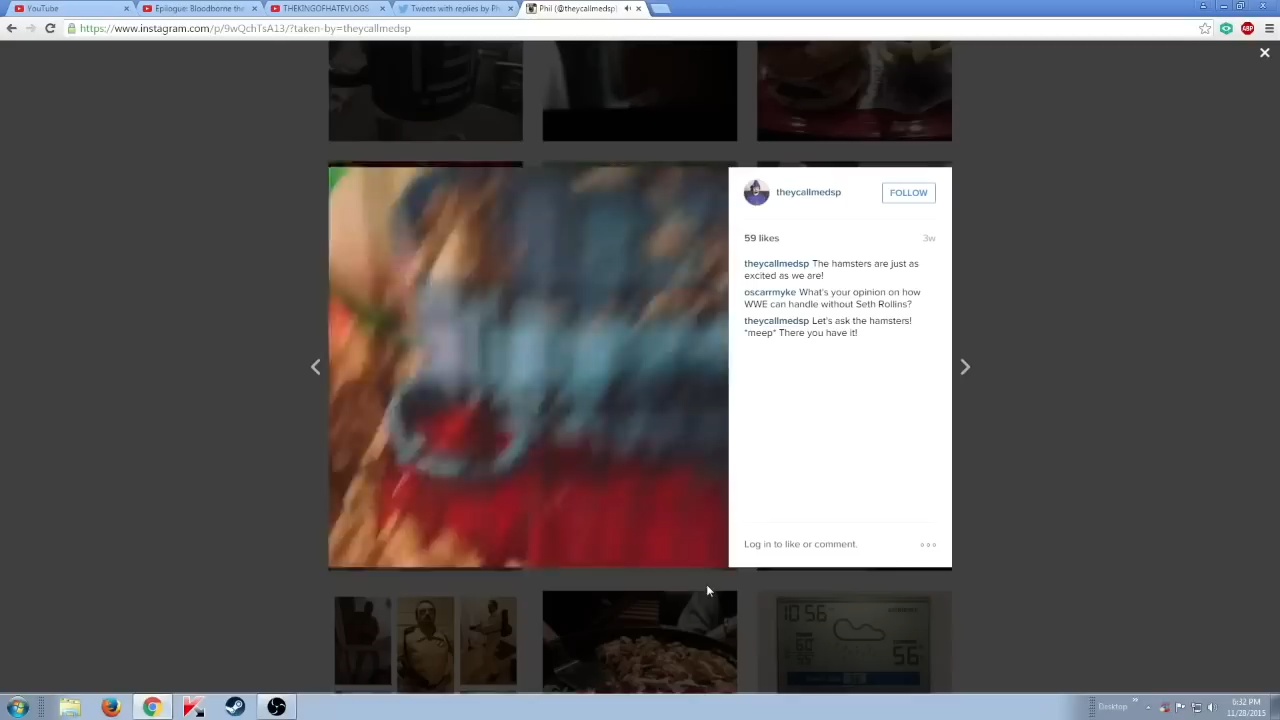 YouTube
Epilogue: Bloodborne the
THEKINGOFHATEVLOGS
Tweets with replies by Ph
Phil (@theycallmedsp)
https://www.instagram.com/p/9wQchTsA13/?taken-by=theycallmedsp
ABP
theycallmedsp
FOLLOW
59 likes
3w
theycallmedsp The hamsters are just as
excited as we are!
oscarrmyke What's your opinion on how
WWE can handle without Seth Rollins?
theycallmedsp Let's ask the hamsters!
*meep* There you have it!
Log in to like or comment.
10:56
56
Desktop
6:32 PM
11/28/2015